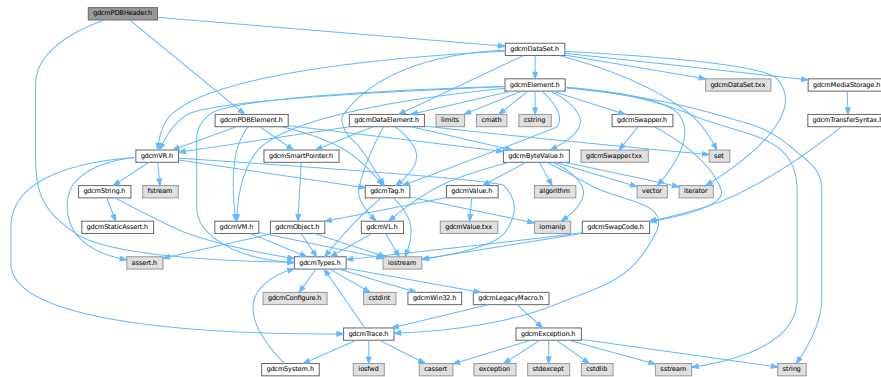 gdcmPDBHeader.h
gdcmDataSet.h
gdcmElement.h
gdcmDataSet.txx
gdcmMediaStorage.h
gdcmPDBElement.h
gdcmDataElement.h
limits
cmath
cstring
gdcmSwapper.h
gdcmTransferSyntax.h
gdcmVR.h
gdcmSmartPointer.h
gdcmByteValue.h
gdcmSwapper.txx
set
gdcmString.h
fstream
gdcmTag.h
gdcmValue.h
algorithm
vector
iterator
gdcmStaticAssert.h
gdcmVM.h
gdcmObject.h
gdcmVL.h
gdcmValue.txx
iomanip
gdcmSwapCode.h
assert.h
gdcmTypes.h
iostream
gdcmConfigure.h
cstdint
gdcmWin32.h
gdcmLegacyMacro.h
gdcmTrace.h
gdcmException.h
gdcmSystem.h
iosfwd
cassert
exception
stdexcept
cstdlib
sstream
string